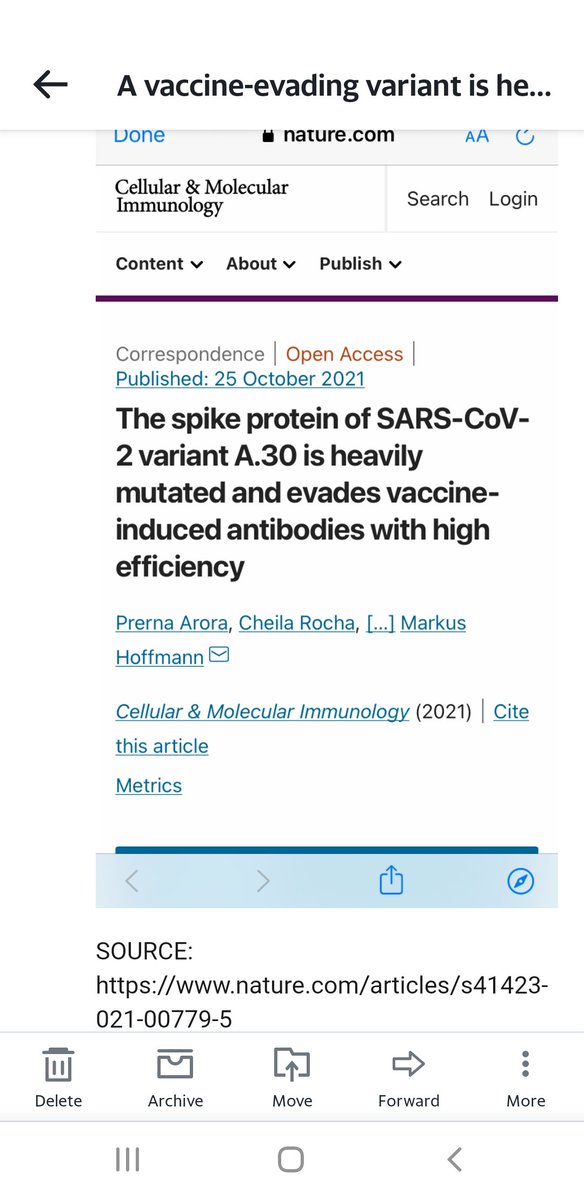 A vaccine-evading variant is he...
Done nature.com AA
Cellular & Molecular
Immunology
Search Login
Content About Publish
Correspondence | Open Access |
Published: 25 October 2021
The spike protein of SARS-CoV-
2 variant A.30 is heavily
mutated and evades vaccine-
induced antibodies with high
efficiency
Prerna Arora, Cheila Rocha, [...] Markus
Hoffmann
Cellular & Molecular Immunology (2021) | Cite
this article
Metrics
SOURCE:
https://www.nature.com/articles/s41423-
021-00779-5
Delete Archive Move Forward More